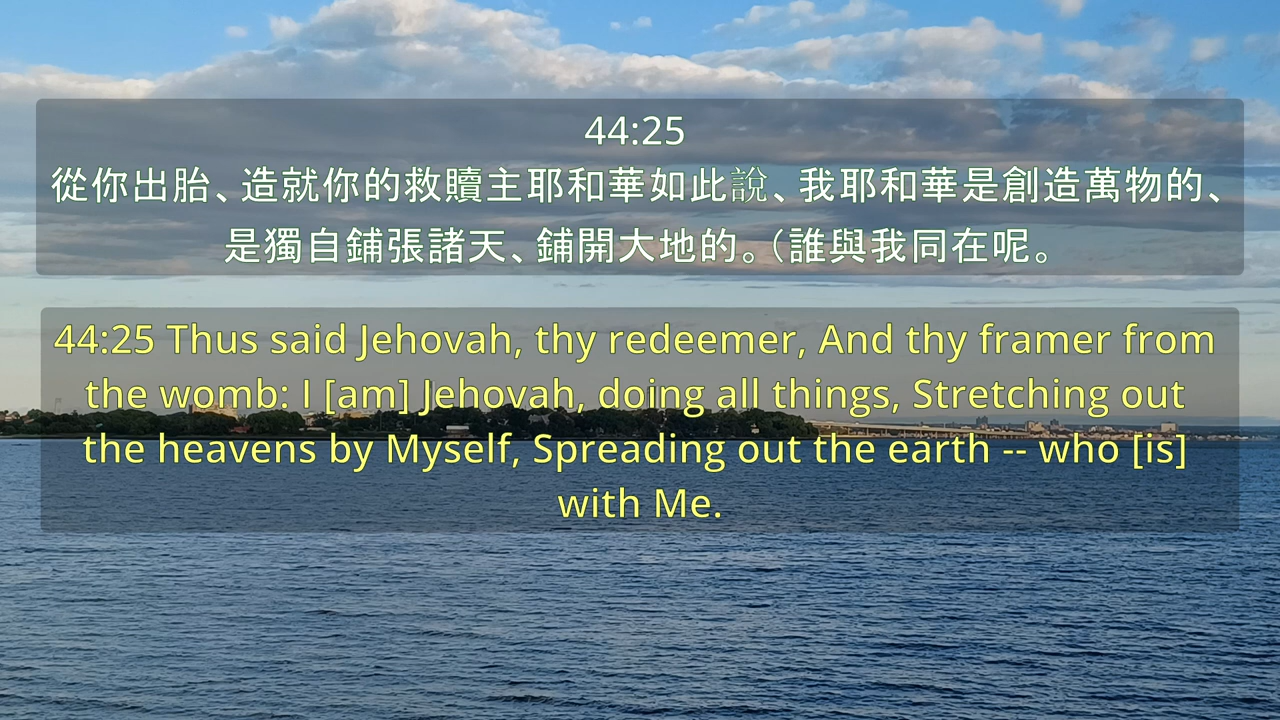 44:25
從你出胎、造就你的救贖主耶和華如此說、我耶和華是創造萬物的、
是獨自鋪張諸天、鋪開大地的。（誰與我同在呢。
44:25 Thus said Jehovah, thy redeemer, And thy framer from
the womb: I [am] Jehovah, doing all things, Stretching out
the heavens by Myself, Spreading out the earth -- who [is]
with Me.